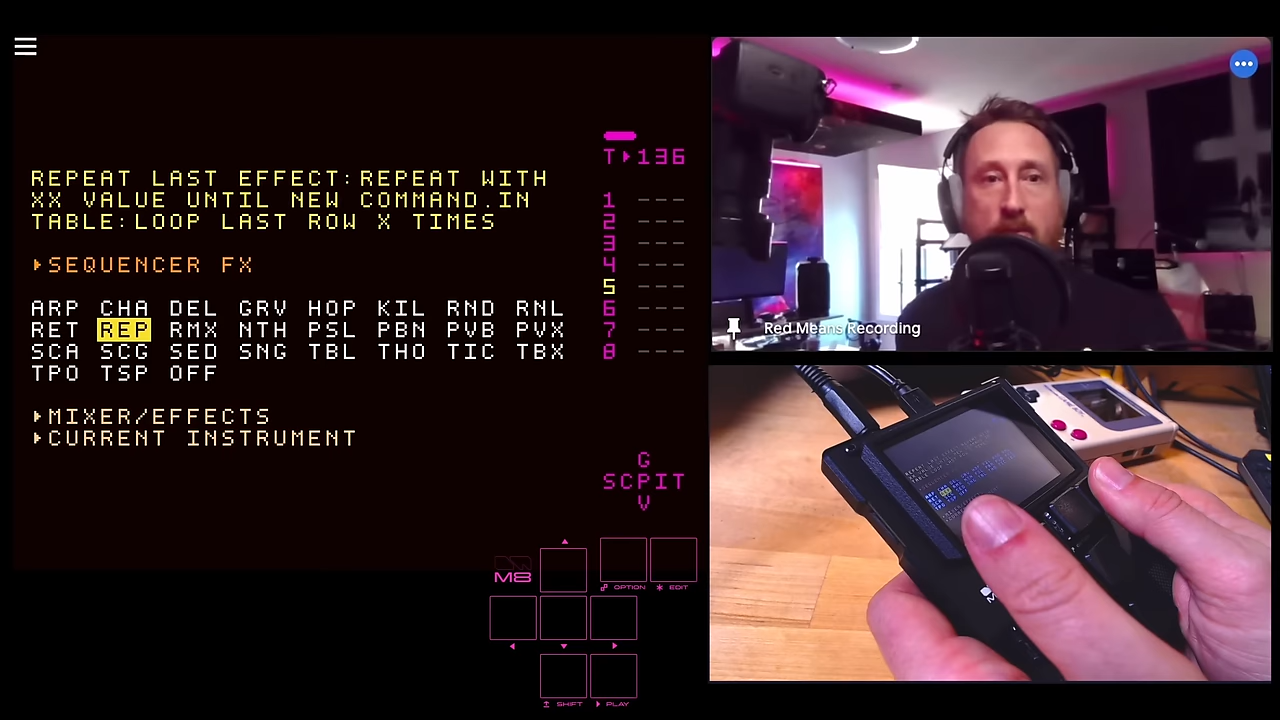 REPEAT LAST EFFECT:REPEAT WITH
XX VALUE UNTIL NEW COMMAND.IN
TABLE:LOOP LAST ROW X TIMES
SEQUENCER FX
ARP CHA DEL GRV HOP KIL RND RNL
RET REP RMX NTH PSL PBN PVB PVX
SCA SCG SED SNG TBL THO TIC TBX
TPO TSP OFF
MIXER/EFFECTS
CURRENT INSTRUMENT
T 136
1 ---
2 ---
3 ---
4 ---
5 ---
6 ---
7 ---
8 ---
G
SCPIT
V
M8
OPTION
EDIT
SHIFT
PLAY
Red Means Recording